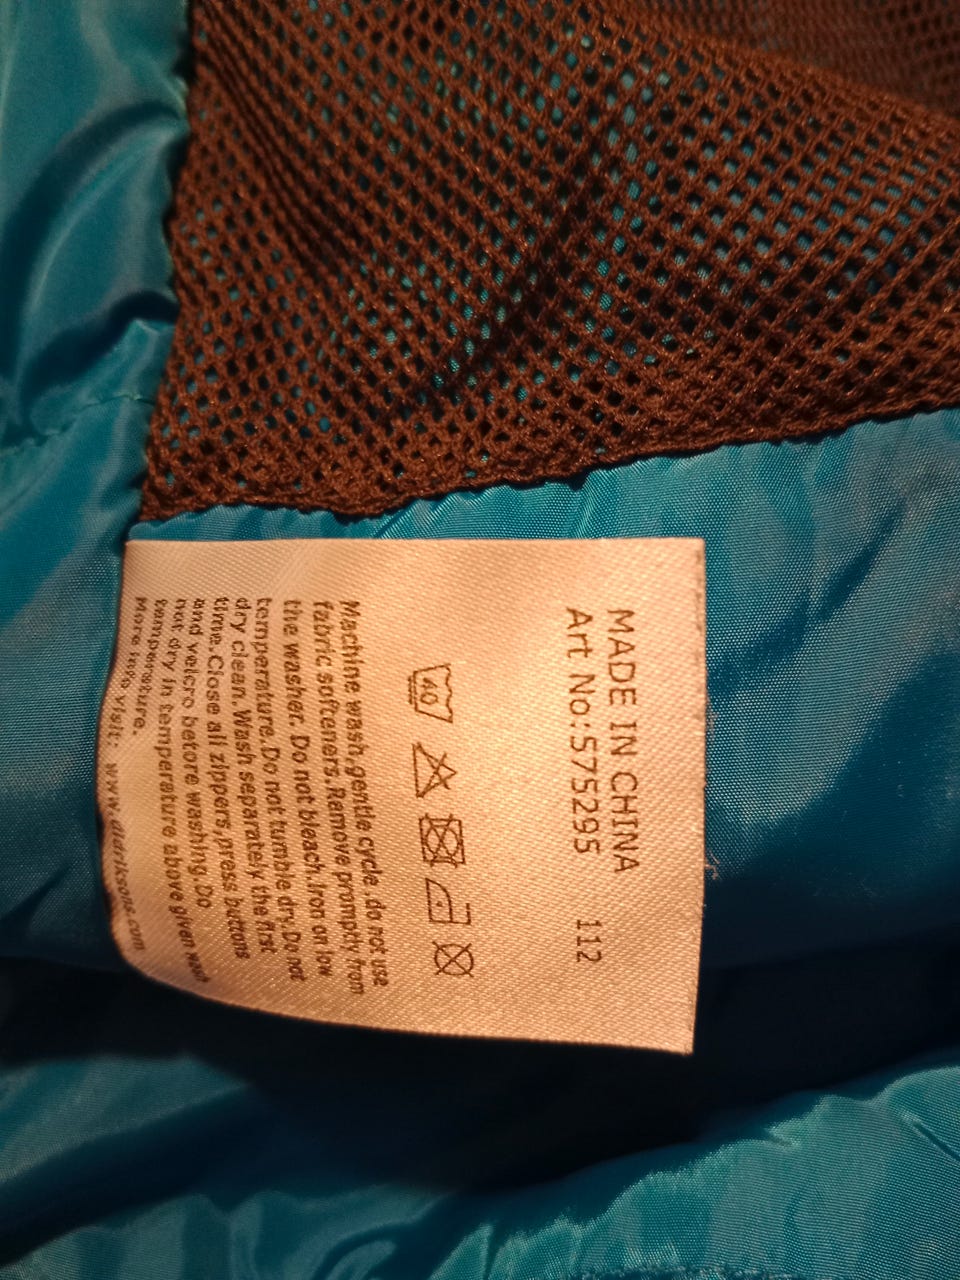 MADE IN CHINA
Art No:575295 112
40
Machine wash,gentle cycle.do not use
fabric softeners.Remove promptly from
the washer. Do not bleach.Iron on low
temperature.Do not tumble dry.Do not
dry clean.Wash separately the first
time.Close all zippers,press buttons
and velcro before washing.Do
not dry in temperature above given wash
temperature.
More info visit: www.didriksons.com